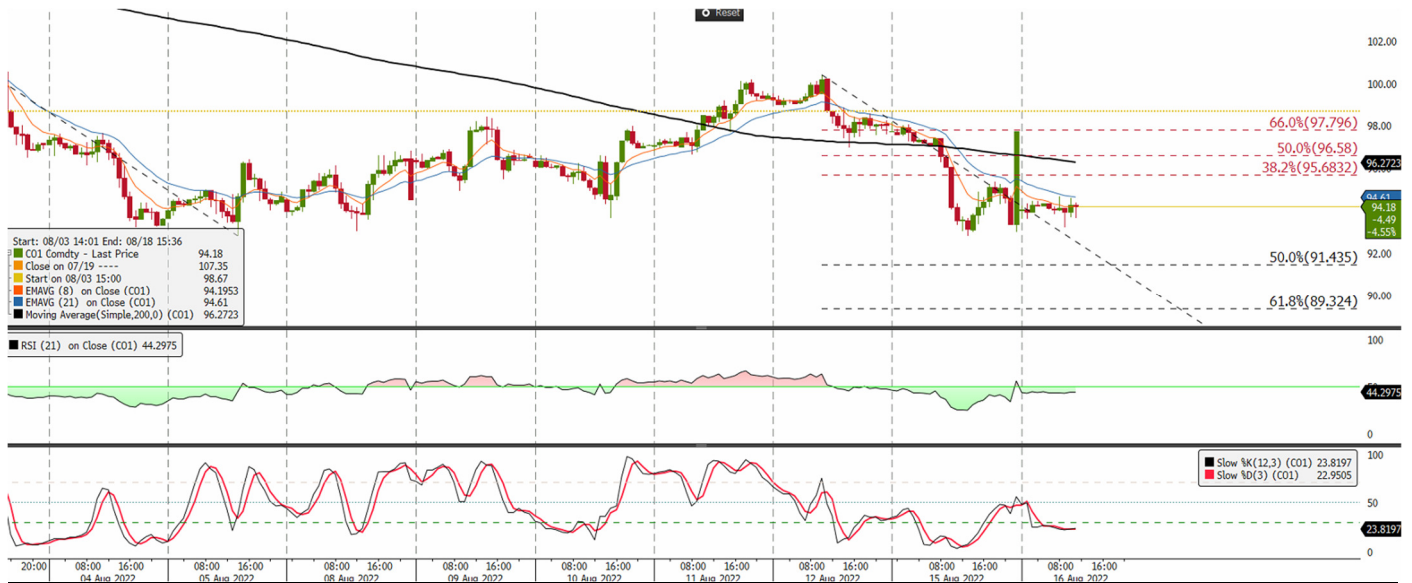 Reset
102.00
100.00
98.00
66.0%(97.796)
50.0%(96.58)
96.2723
38.2%(95.6832)
94.61
94.18
-4.49
-4.55%
92.00
50.0%(91.435)
90.00
61.8%(89.324)
Start: 08/03 14:01 End: 08/18 15:36
CO1 Comdty - Last Price 94.18
Close on 07/19 ---- 107.35
Start on 08/03 15:00 98.67
EMAVG (8) on Close (CO1) 94.1953
EMAVG (21) on Close (CO1) 94.61
Moving Average(Simple,200,0) (CO1) 96.2723
RSI (21) on Close (CO1) 44.2975
100
44.2975
0
Slow %K(12,3) (CO1) 23.8197
Slow %D(3) (CO1) 22.9505
100
50
23.8197
0
20:00 08:00 16:00 08:00 16:00 08:00 16:00 08:00 16:00 08:00 16:00 08:00 16:00 08:00 16:00 08:00 16:00 08:00 16:00
04 Aug 2022 05 Aug 2022 08 Aug 2022 09 Aug 2022 10 Aug 2022 11 Aug 2022 12 Aug 2022 15 Aug 2022 16 Aug 2022